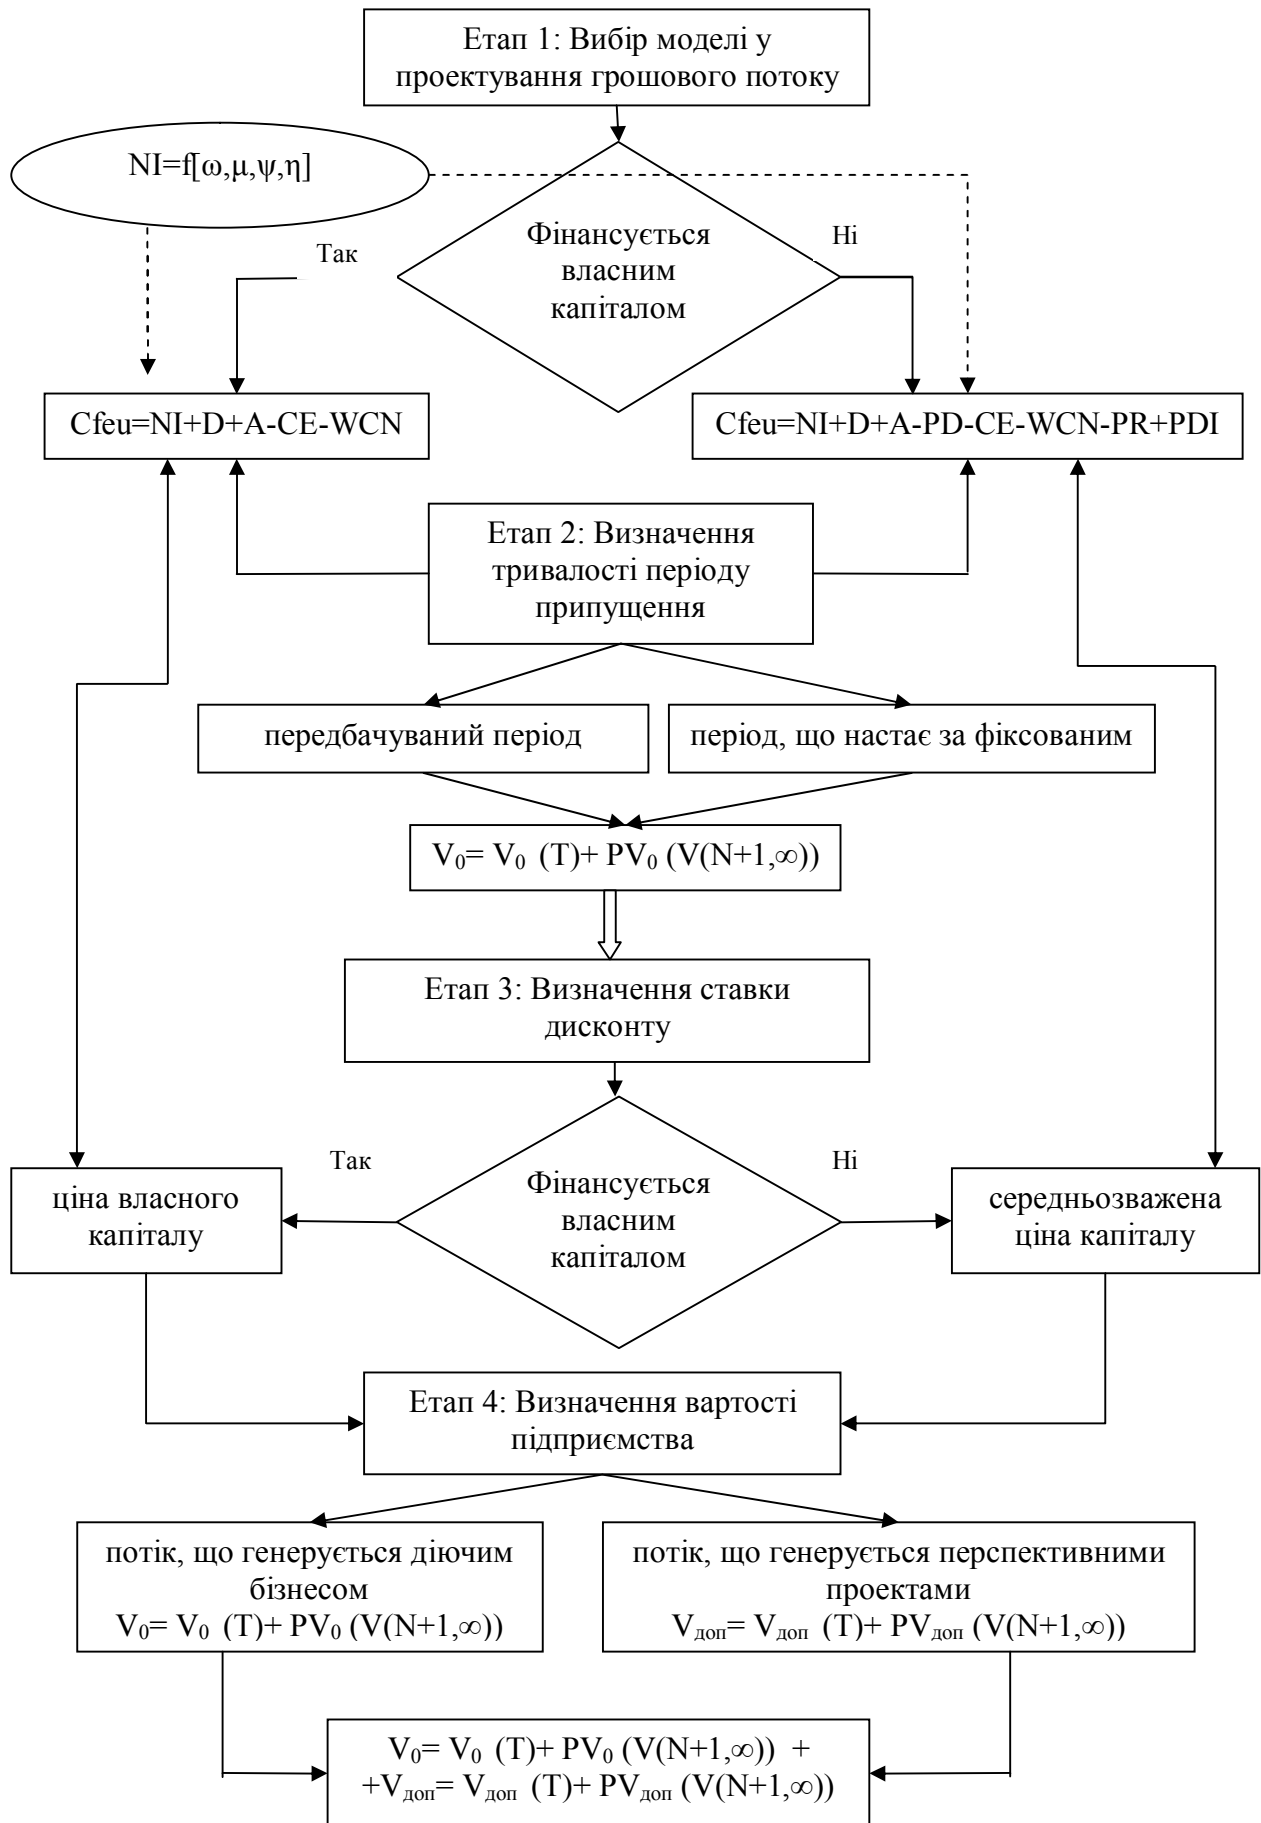 Етап 1: Вибір моделі у
проектування грошового потоку
NI=f[ω,μ,ψ,η]
Фінансується
власним
капіталом
Так
Ні
Cfeu=NI+D+A-CE-WCN
Cfeu=NI+D+A-PD-CE-WCN-PR+PDI
Етап 2: Визначення
тривалості періоду
припущення
передбачуваний період
період, що настає за фіксованим
V₀= V₀ (T)+ PV₀ (V(N+1,∞))
Етап 3: Визначення ставки
дисконту
Так
Ні
Фінансується
власним
капіталом
ціна власного
капіталу
середньозважена
ціна капіталу
Етап 4: Визначення вартості
підприємства
потік, що генерується діючим
бізнесом
V₀= V₀ (T)+ PV₀ (V(N+1,∞))
потік, що генерується перспективними
проектами
Vдоп= Vдоп (T)+ PVдоп (V(N+1,∞))
V₀= V₀ (T)+ PV₀ (V(N+1,∞)) +
+Vдоп= Vдоп (T)+ PVдоп (V(N+1,∞))